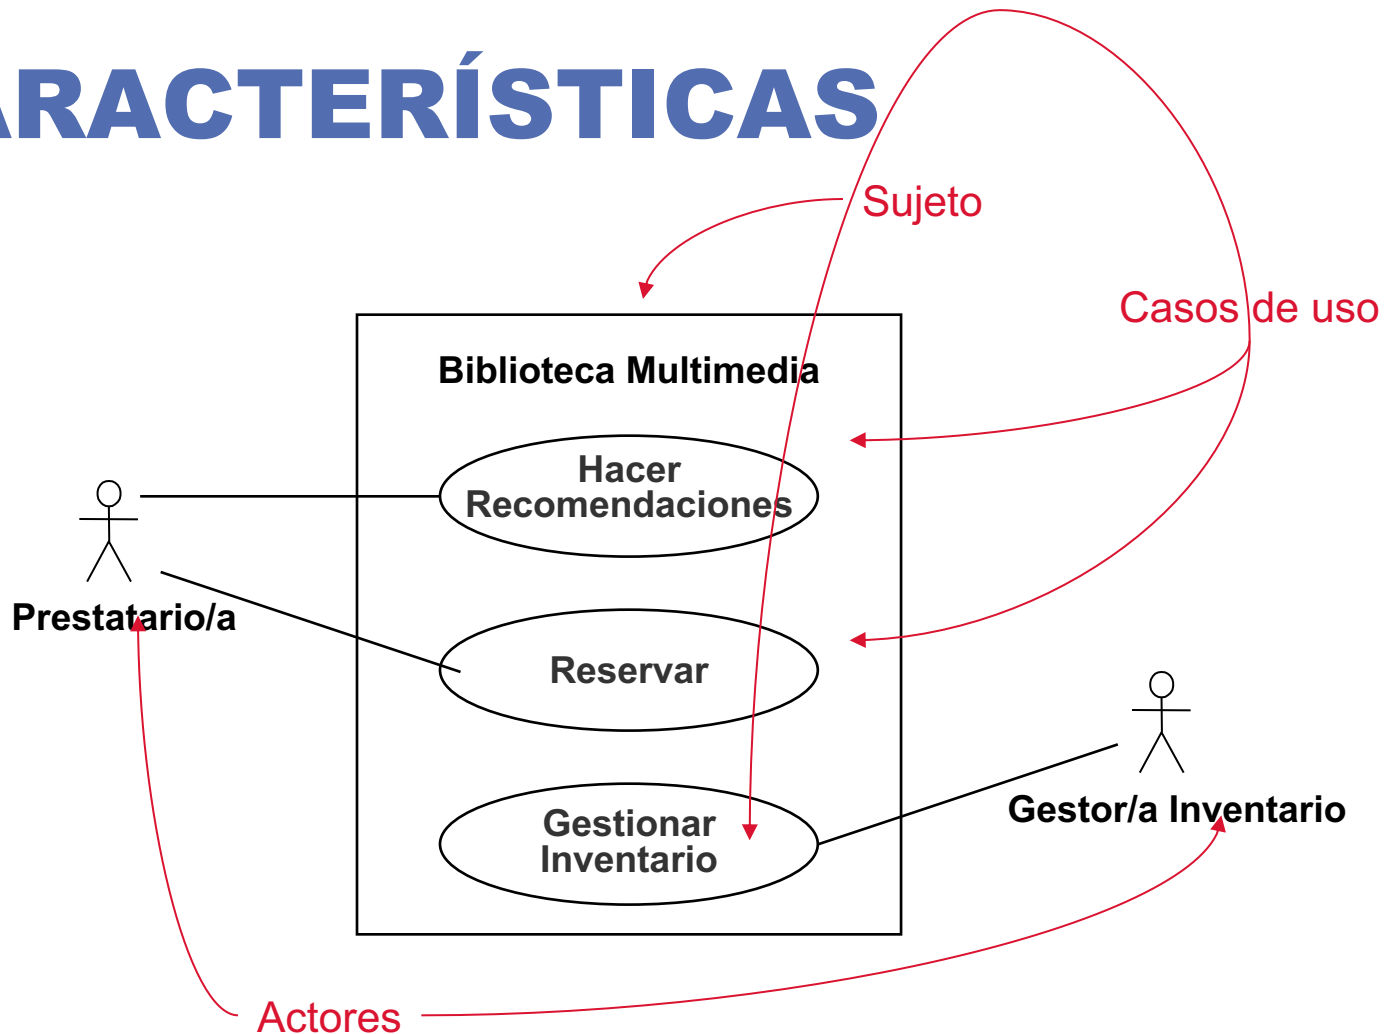 ARACTERÍSTICAS
Sujeto
Casos de uso
Biblioteca Multimedia
Hacer
Recomendaciones
Prestatario/a
Reservar
Gestor/a Inventario
Gestionar
Inventario
Actores